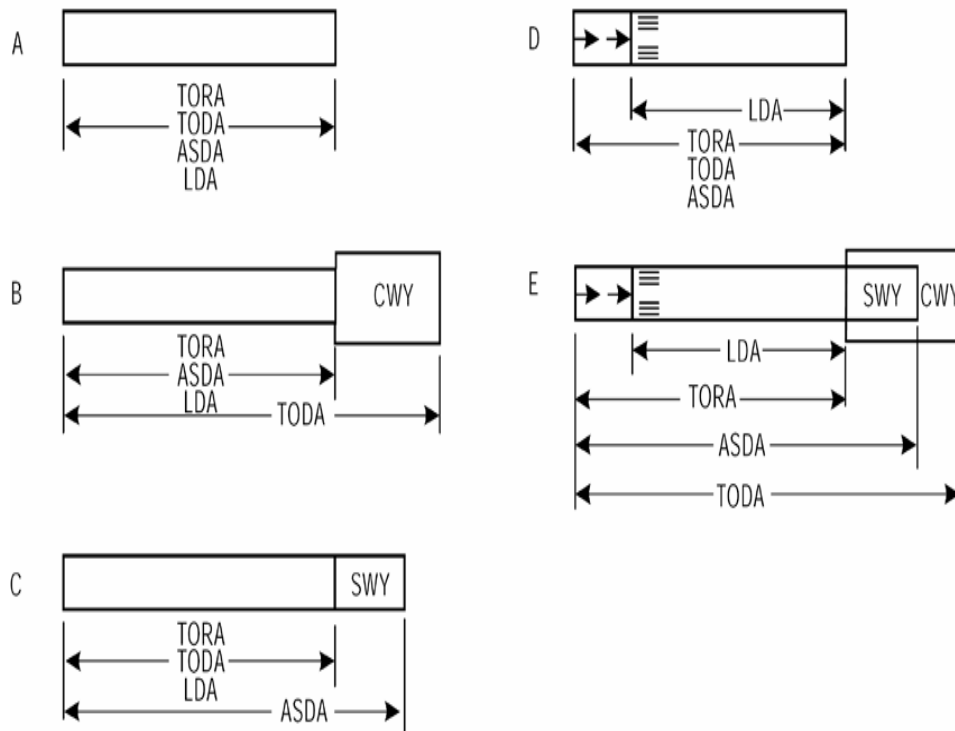 A
TORA
TODA
ASDA
LDA
B
CWY
TORA
ASDA
LDA
TODA
C
SWY
TORA
TODA
LDA
ASDA
D
LDA
TORA
TODA
ASDA
E
SWY CWY
LDA
TORA
ASDA
TODA